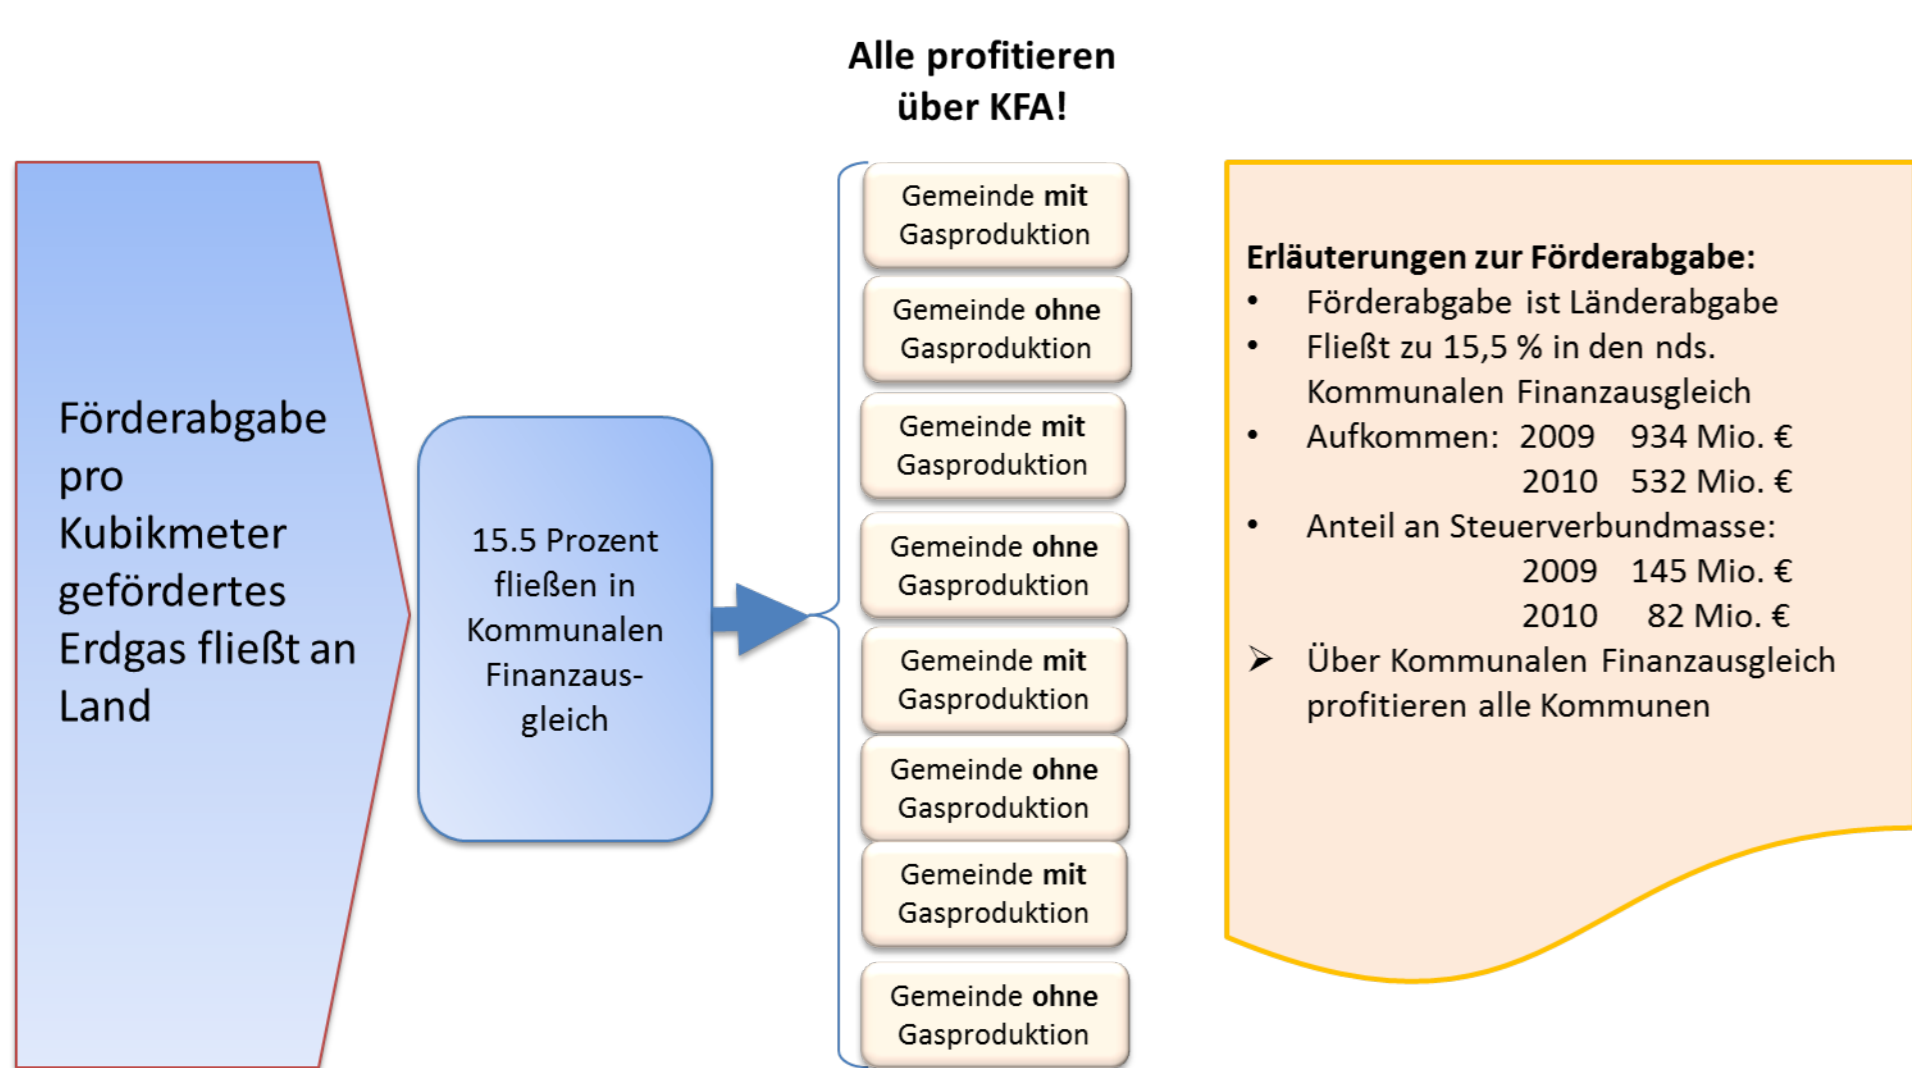 Alle profitieren
über KFA!
Förderabgabe
pro
Kubikmeter
gefördertes
Erdgas fließt an
Land
15.5 Prozent
fließen in
Kommunalen
Finanzaus-
gleich
Gemeinde mit
Gasproduktion
Gemeinde ohne
Gasproduktion
Gemeinde mit
Gasproduktion
Gemeinde ohne
Gasproduktion
Gemeinde mit
Gasproduktion
Gemeinde ohne
Gasproduktion
Gemeinde mit
Gasproduktion
Gemeinde ohne
Gasproduktion
Erläuterungen zur Förderabgabe:
• Förderabgabe ist Länderabgabe
• Fließt zu 15,5 % in den nds.
Kommunalen Finanzausgleich
• Aufkommen: 2009 934 Mio. €
2010 532 Mio. €
• Anteil an Steuerverbundmasse:
2009 145 Mio. €
2010 82 Mio. €
➢ Über Kommunalen Finanzausgleich
profitieren alle Kommunen